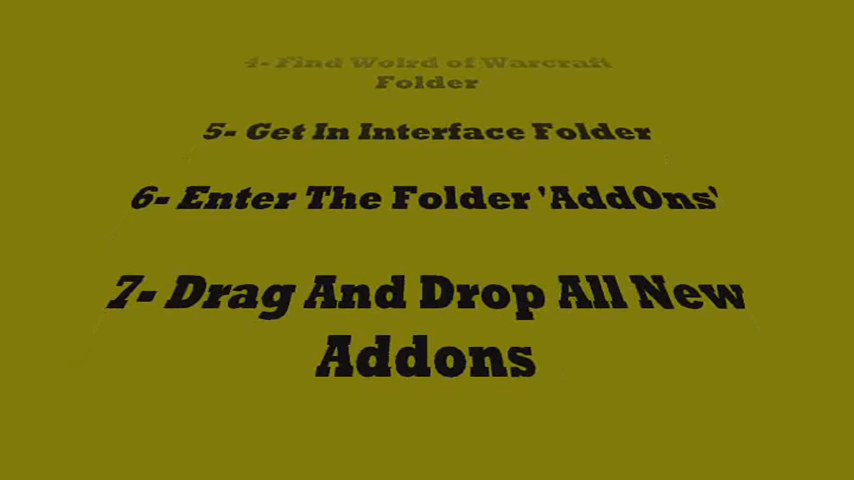 4- Find Wolrd of Warcraft
Folder
5- Get In Interface Folder
6- Enter The Folder 'AddOns'
7- Drag And Drop All New
Addons